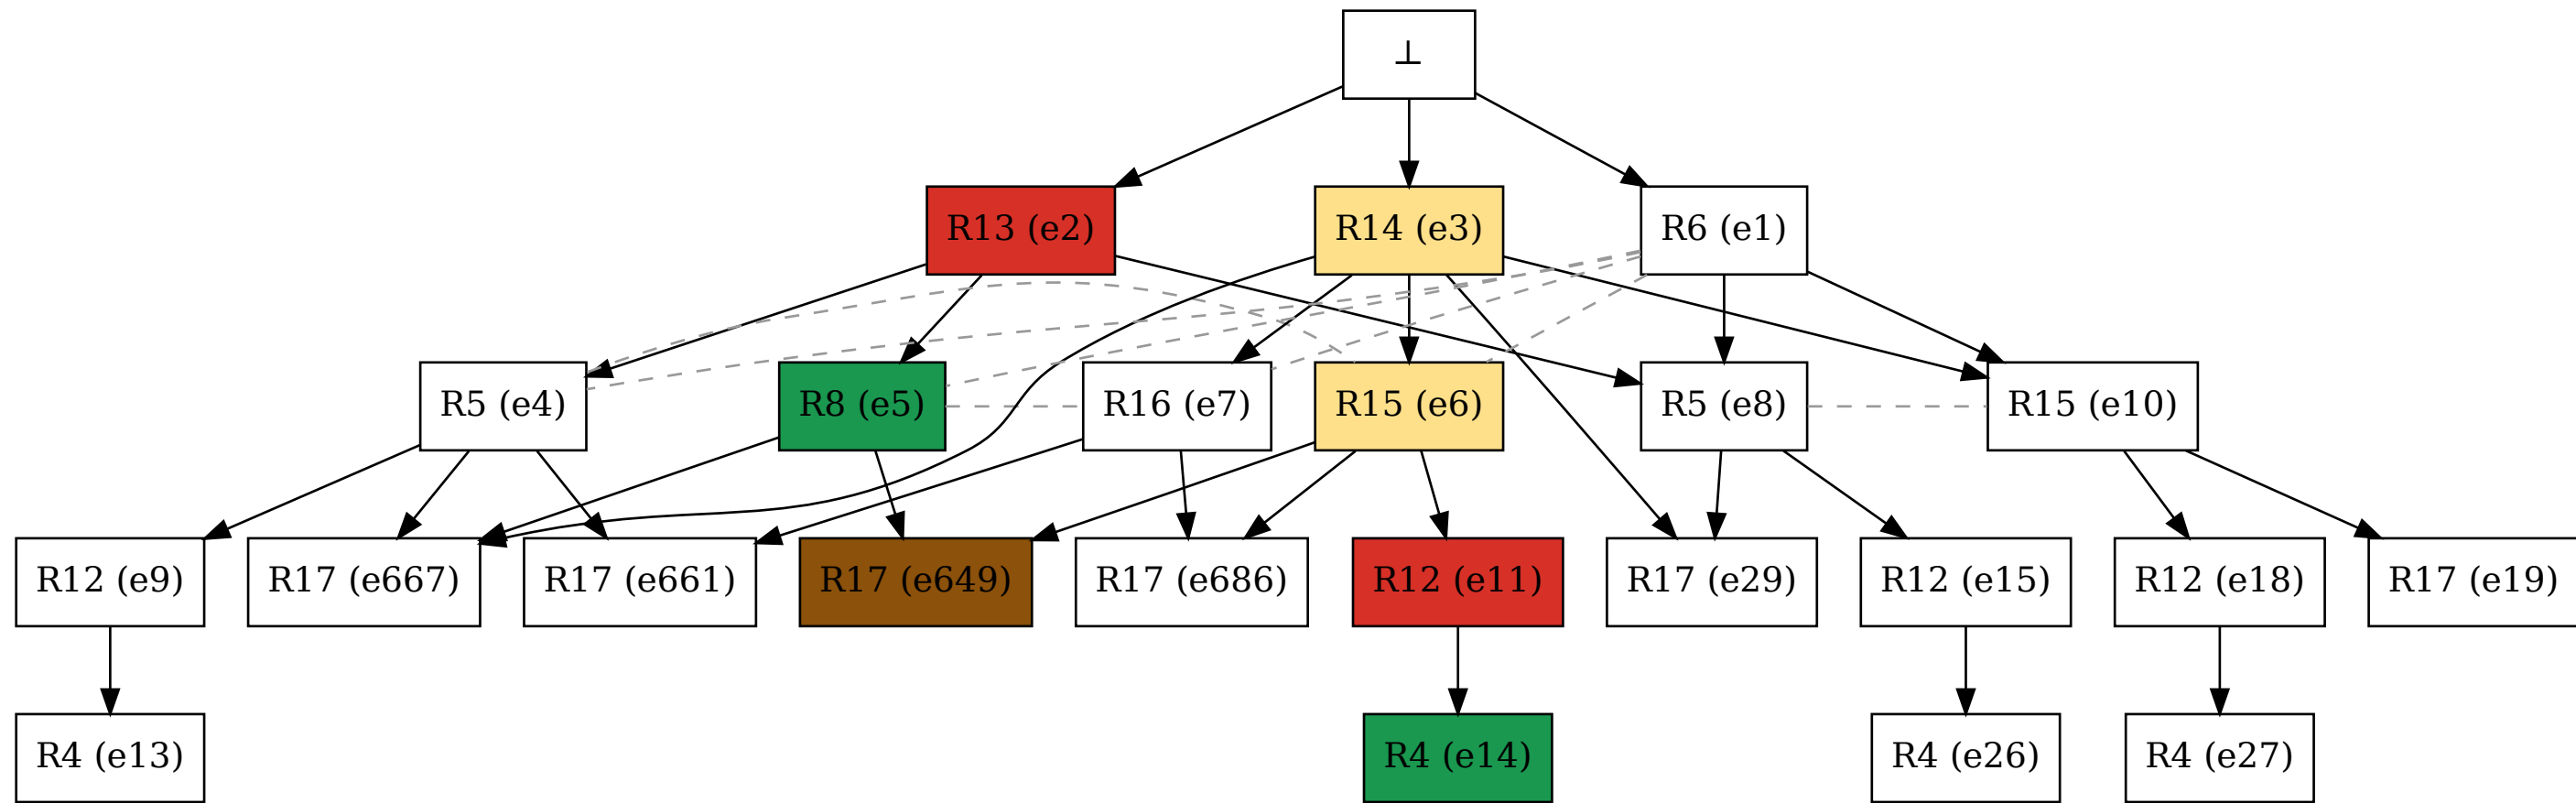 ⊥
R13 (e2)
R14 (e3)
R6 (e1)
R5 (e4)
R8 (e5)
R16 (e7)
R15 (e6)
R5 (e8)
R15 (e10)
R12 (e9)
R17 (e667)
R17 (e661)
R17 (e649)
R17 (e686)
R12 (e11)
R17 (e29)
R12 (e15)
R12 (e18)
R17 (e19)
R4 (e13)
R4 (e14)
R4 (e26)
R4 (e27)